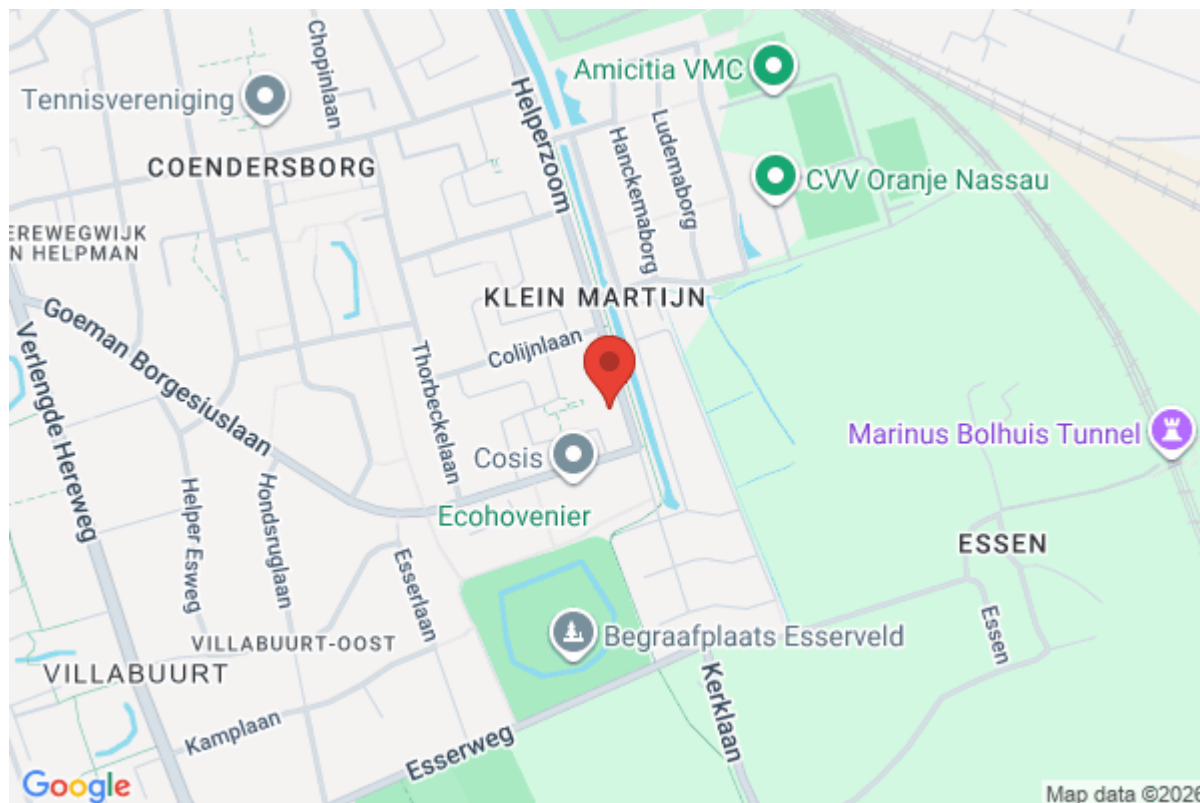 Chopinlaan
Tennisvereniging
Amicitia VMC
Helperzoom
Ludemaborg
Hanckemaborg
COENDERSBORG
CVV Oranje Nassau
EREWEGWIJK
N HELPMAN
KLEIN MARTIJN
Goeman Borgesiuslaan
Verlengde Hereweg
Colijnlaan
Thorbeckelaan
Marinus Bolhuis Tunnel
Cosis
Helper Esweg
Hondsruglaan
Ecohovenier
ESSEN
Esserlaan
Essen
VILLABUURT-OOST
Begraafplaats Esserveld
VILLABUURT
Kerklaan
Kamplaan
Esserweg
Google
Map data ©2026